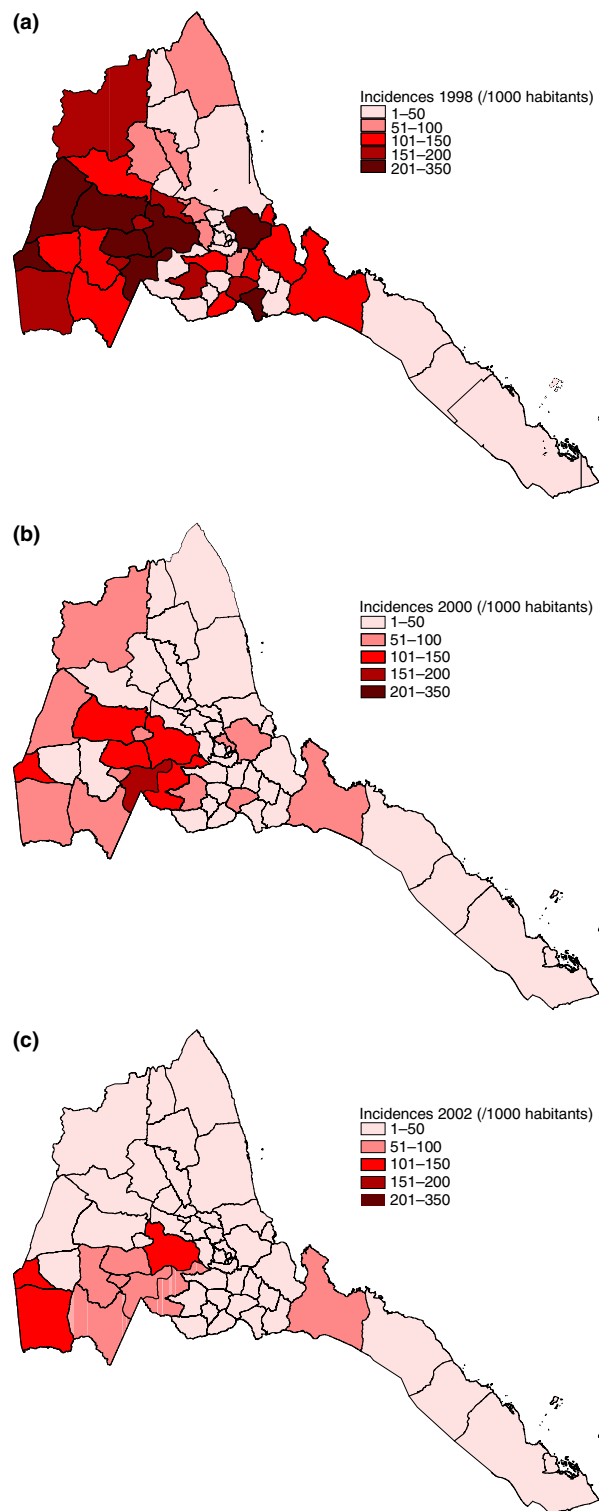 (a)
Incidences 1998 (/1000 habitants)
1–50
51–100
101–150
151–200
201–350
(b)
Incidences 2000 (/1000 habitants)
1–50
51–100
101–150
151–200
201–350
(c)
Incidences 2002 (/1000 habitants)
1–50
51–100
101–150
151–200
201–350